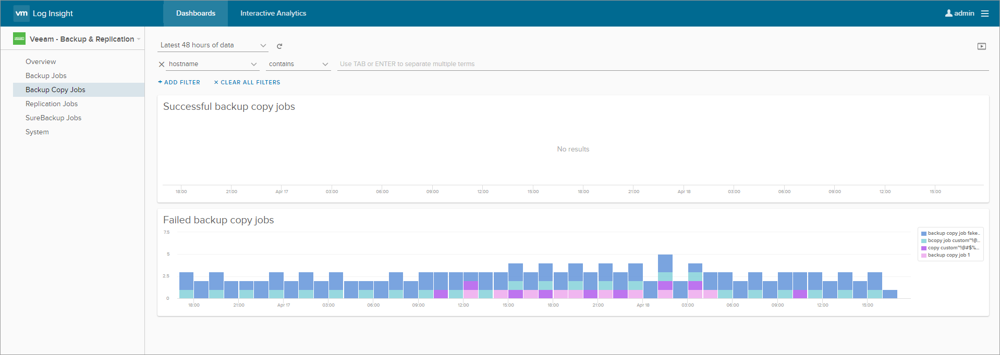 vm Log Insight Dashboards Interactive Analytics admin
veeam Veeam - Backup & Replication
Overview
Backup Jobs
Backup Copy Jobs
Replication Jobs
SureBackup Jobs
System
Latest 48 hours of data
hostname contains Use TAB or ENTER to separate multiple terms
+ ADD FILTER × CLEAR ALL FILTERS
Successful backup copy jobs
No results
18:00 21:00 Apr 17 03:00 06:00 09:00 12:00 15:00 18:00 21:00 Apr 18 03:00 06:00 09:00 12:00 15:00
Failed backup copy jobs
7.5
5
2.5
0
backup copy job fake..
bcopy job custom~!@...
copy custom~!@#$%...
backup copy job 1
18:00 21:00 Apr 17 03:00 06:00 09:00 12:00 15:00 18:00 21:00 Apr 18 03:00 06:00 09:00 12:00 15:00